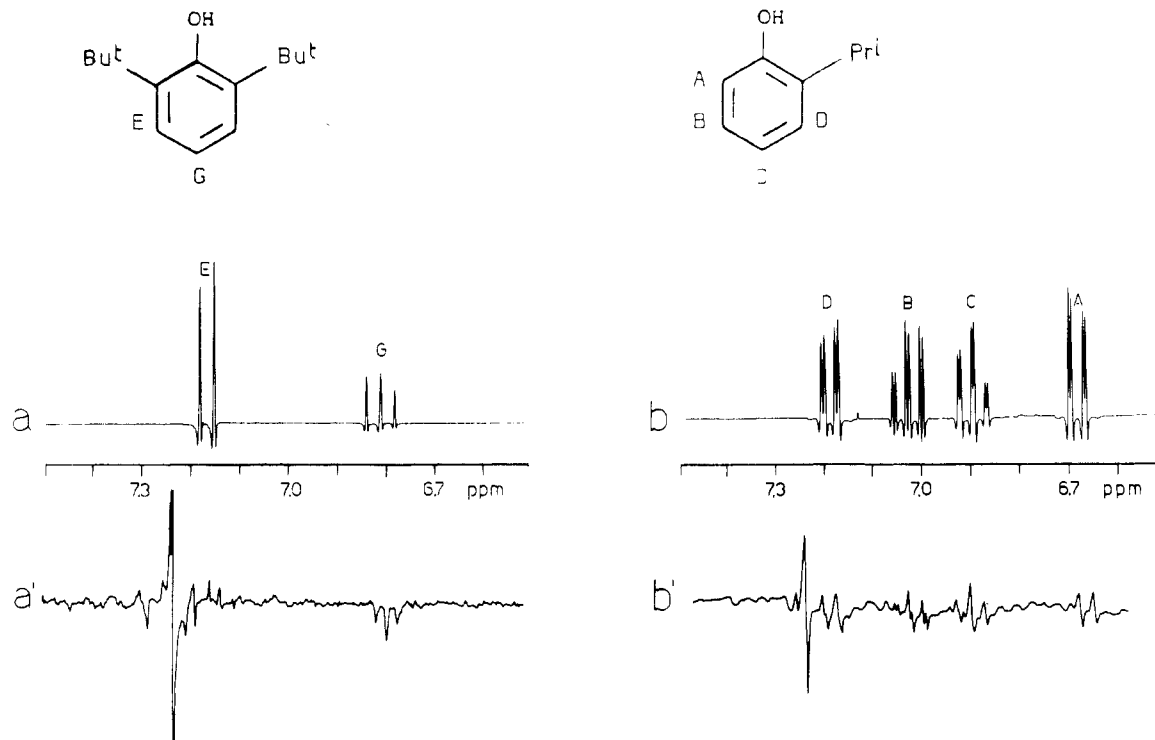 OH
Buᵗ
Buᵗ
E
G
OH
Prⁱ
A
B
D
Ɔ
E
G
a
7.3 7.0 6.7 ppm
a'
D B C A
b
7.3 7.0 6.7 ppm
b'